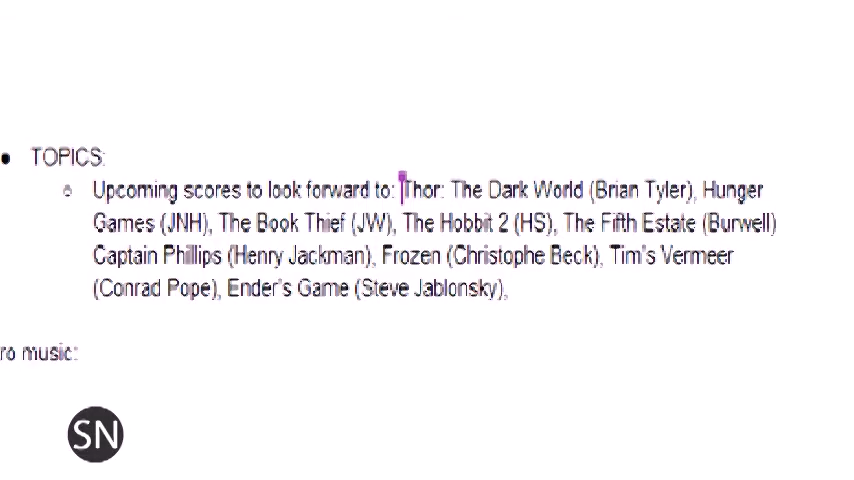 TOPICS:
Upcoming scores to look forward to: Thor: The Dark World (Brian Tyler), Hunger
Games (JNH), The Book Thief (JW), The Hobbit 2 (HS), The Fifth Estate (Burwell)
Captain Phillips (Henry Jackman), Frozen (Christophe Beck), Tim's Vermeer
(Conrad Pope), Ender's Game (Steve Jablonsky),
ro music:
SN